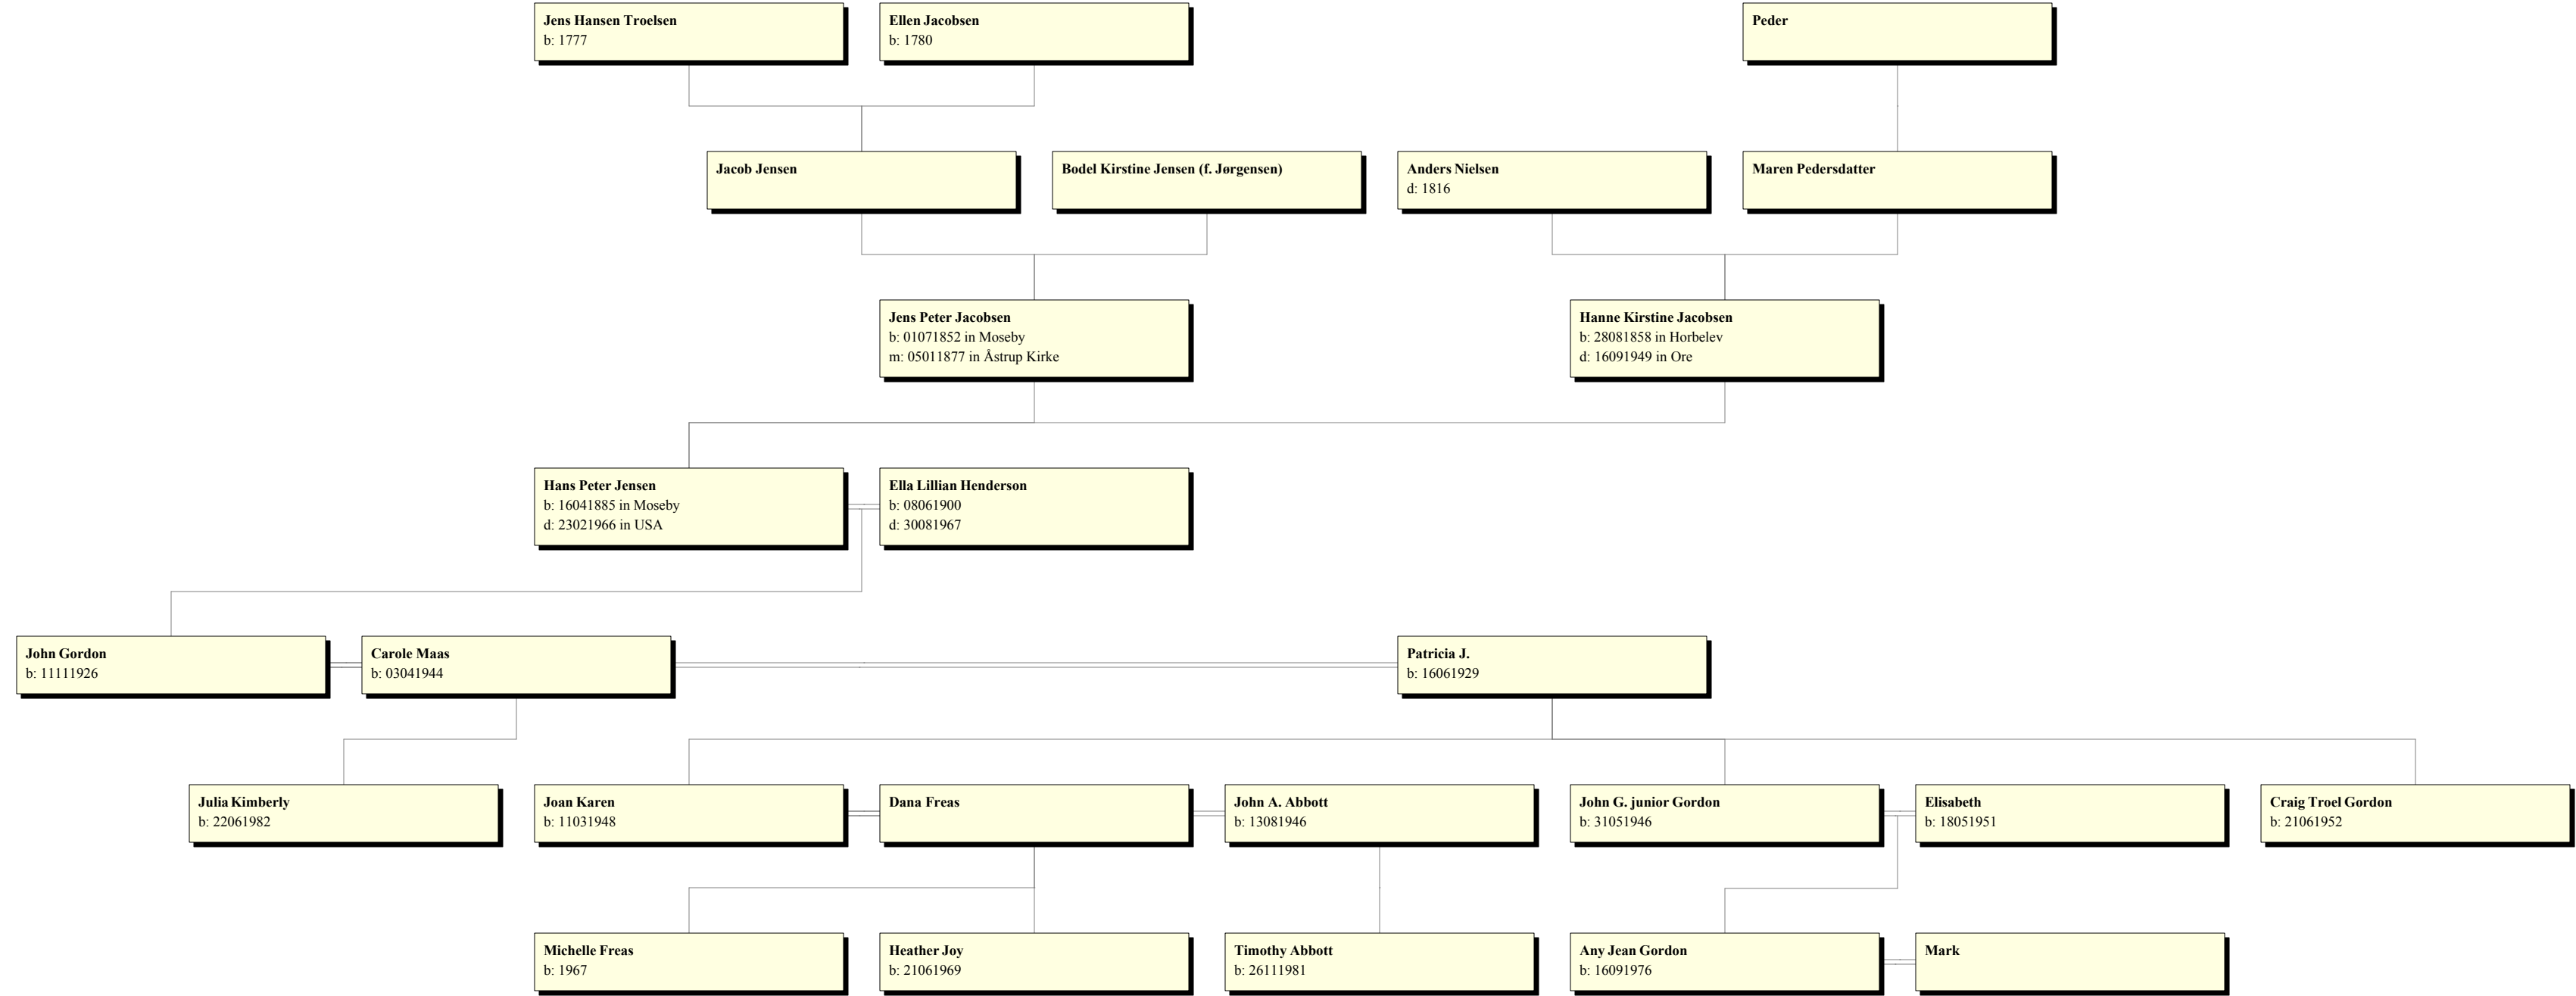 Jens Hansen Troelsen
b: 1777
Ellen Jacobsen
b: 1780
Peder
Jacob Jensen
Bodel Kirstine Jensen (f. Jørgensen)
Anders Nielsen
d: 1816
Maren Pedersdatter
Jens Peter Jacobsen
b: 01071852 in Moseby
m: 05011877 in Åstrup Kirke
Hanne Kirstine Jacobsen
b: 28081858 in Horbelev
d: 16091949 in Ore
Hans Peter Jensen
b: 16041885 in Moseby
d: 23021966 in USA
Ella Lillian Henderson
b: 08061900
d: 30081967
John Gordon
b: 11111926
Carole Maas
b: 03041944
Patricia J.
b: 16061929
Julia Kimberly
b: 22061982
Joan Karen
b: 11031948
Dana Freas
John A. Abbott
b: 13081946
John G. junior Gordon
b: 31051946
Elisabeth
b: 18051951
Craig Troel Gordon
b: 21061952
Michelle Freas
b: 1967
Heather Joy
b: 21061969
Timothy Abbott
b: 26111981
Any Jean Gordon
b: 16091976
Mark